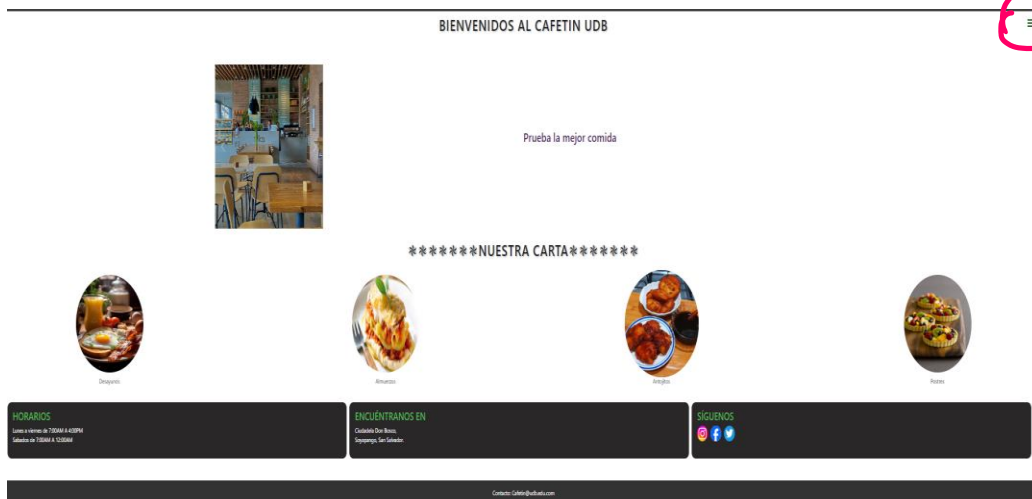 BIENVENIDOS AL CAFETIN UDB
Prueba la mejor comida
*******NUESTRA CARTA*******
Desayunos
Almuerzos
Antojitos
Postres
HORARIOS
Lunes a viernes de 7:00AM A 4:00PM
Sabados de 7:00AM A 12:00AM
ENCUÉNTRANOS EN
Ciudadela Don Bosco,
Soyapango, San Salvador.
SÍGUENOS
Contacto: Cafetin@udb.edu.com